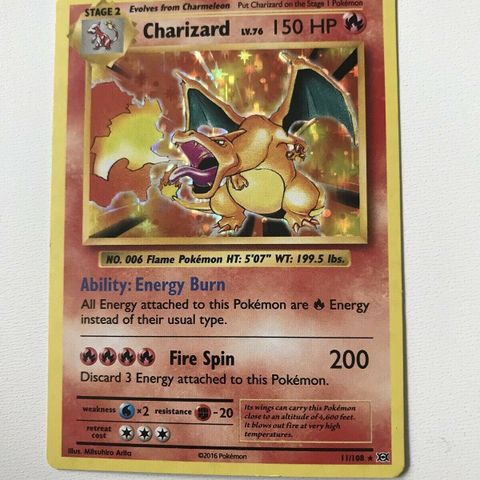 STAGE 2 Evolves from Charmeleon Put Charizard on the Stage 1 Pokémon
Charizard LV.76 150 HP
NO. 006 Flame Pokémon HT: 5'07" WT: 199.5 lbs.
Ability: Energy Burn
All Energy attached to this Pokémon are Energy
instead of their usual type.
Fire Spin 200
Discard 3 Energy attached to this Pokémon.
weakness ×2 resistance -20
retreat
cost
Its wings can carry this Pokémon
close to an altitude of 4,600 feet.
It blows out fire at very high
temperatures.
Illus. Mitsuhiro Arita ©2016 Pokémon 11/108 ★